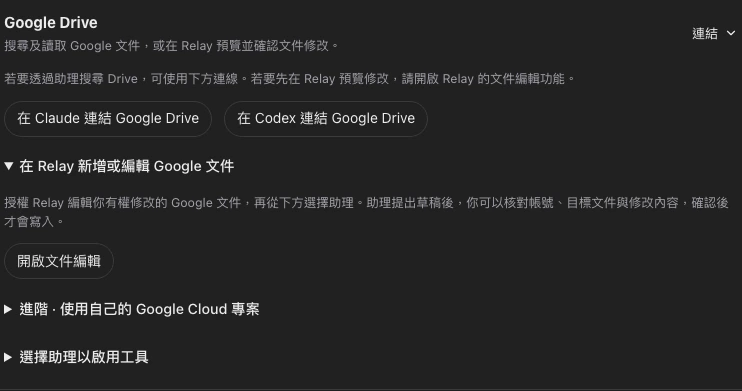 Google Drive
搜尋及讀取 Google 文件，或在 Relay 預覽並確認文件修改。
連結
若要透過助理搜尋 Drive，可使用下方連線。若要先在 Relay 預覽修改，請開啟 Relay 的文件編輯功能。
在 Claude 連結 Google Drive
在 Codex 連結 Google Drive
在 Relay 新增或編輯 Google 文件
授權 Relay 編輯你有權修改的 Google 文件，再從下方選擇助理。助理提出草稿後，你可以核對帳號、目標文件與修改內容，確認後
才會寫入。
開啟文件編輯
進階 · 使用自己的 Google Cloud 專案
選擇助理以啟用工具